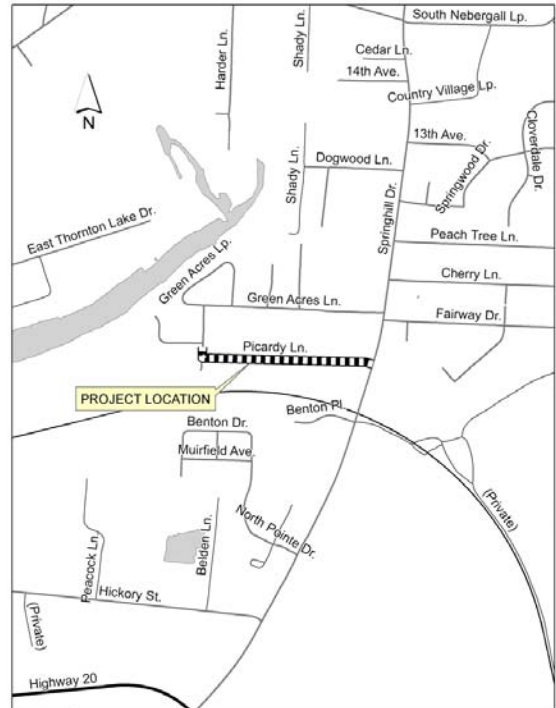 South Nebergall Lp.
Harder Ln.
Shady Ln.
Cedar Ln.
14th Ave.
Country Village Lp.
N
13th Ave.
Cloverdale Dr.
Dogwood Ln.
Springwood Dr.
Shady Ln.
Springhill Dr.
East Thornton Lake Dr.
Peach Tree Ln.
Green Acres Lp.
Cherry Ln.
Green Acres Ln.
Fairway Dr.
Picardy Ln.
PROJECT LOCATION
Benton Pl.
Benton Dr.
Muirfield Ave.
(Private)
North Pointe Dr.
Peacock Ln.
Belden Ln.
Hickory St.
(Private)
Highway 20